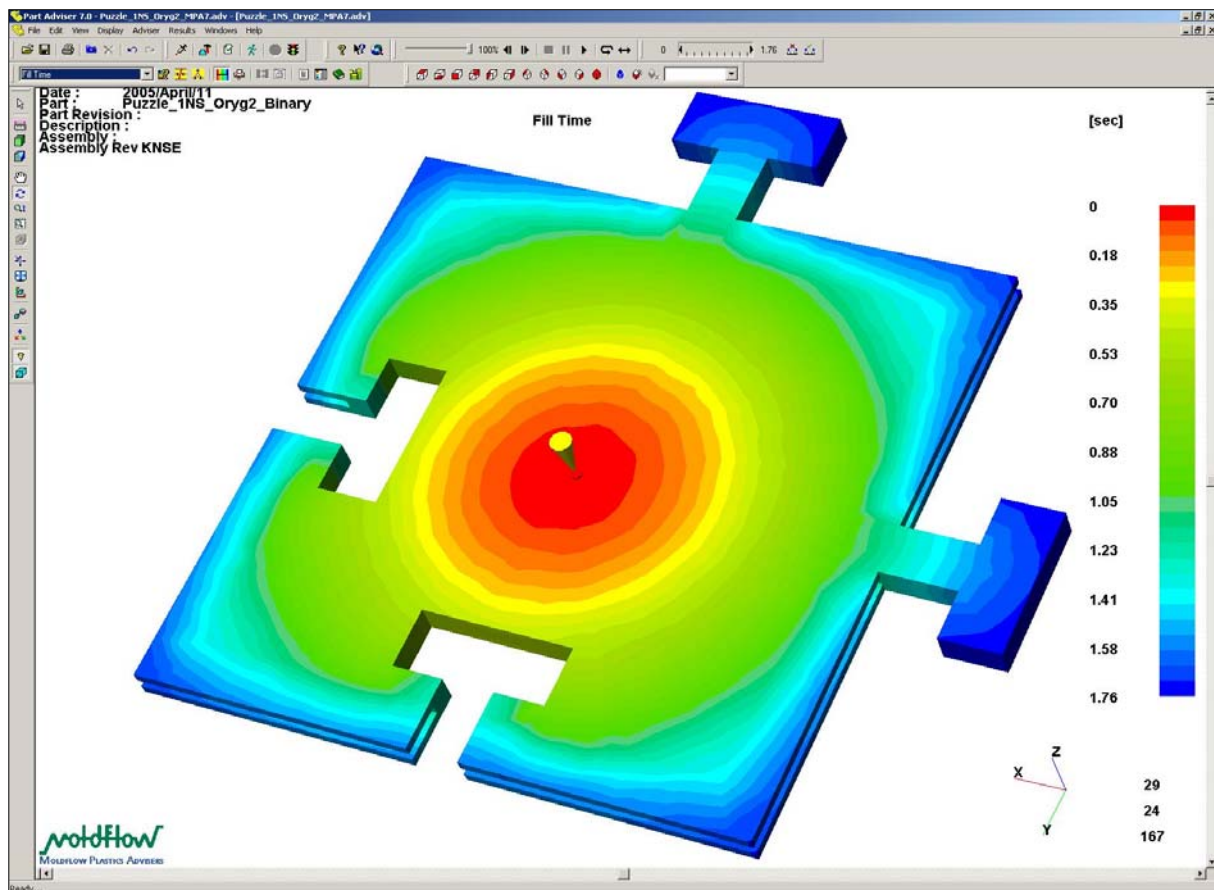 Part Adviser 7.0 - Puzzle_1NS_Oryg2_MPA7.adv - [Puzzle_1NS_Oryg2_MPA7.adv]
File Edit View Display Adviser Results Windows Help
100% 0 1.76
Fill Time
Date : 2005/April/11
Part : Puzzle_1NS_Oryg2_Binary
Part Revision :
Description :
Assembly :
Assembly Rev KNSE
Fill Time
[sec]
0
0.18
0.35
0.53
0.70
0.88
1.05
1.23
1.41
1.58
1.76
Z
X
Y
29
24
167
moldflow
MOLDFLOW PLASTICS ADVISERS
Ready